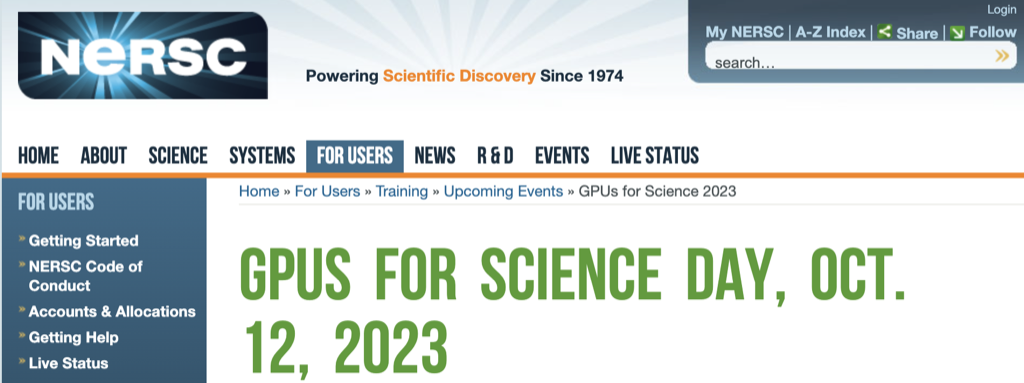 NERSC
Powering Scientific Discovery Since 1974
Login
My NERSC | A-Z Index | Share | Follow
search...
HOME ABOUT SCIENCE SYSTEMS FOR USERS NEWS R & D EVENTS LIVE STATUS
FOR USERS
» Getting Started
» NERSC Code of
Conduct
» Accounts & Allocations
» Getting Help
» Live Status
Home » For Users » Training » Upcoming Events » GPUs for Science 2023
GPUS FOR SCIENCE DAY, OCT.
12, 2023